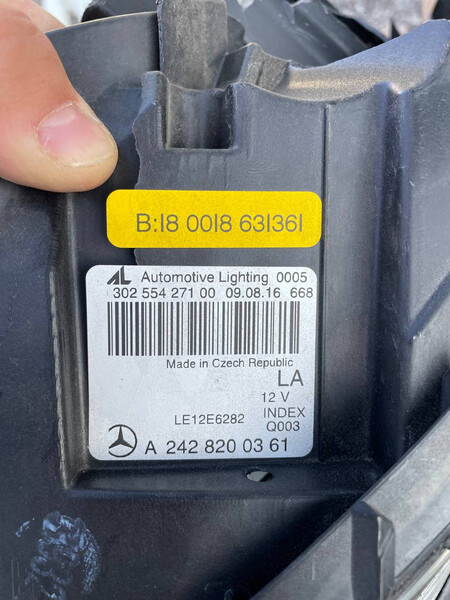 B:I8 00I8 63I36I
AL Automotive Lighting 0005
302 554 271 00 09.08.16 668
Made in Czech Republic
LA
12 V
LE12E6282 INDEX
Q003
A 242 820 03 61